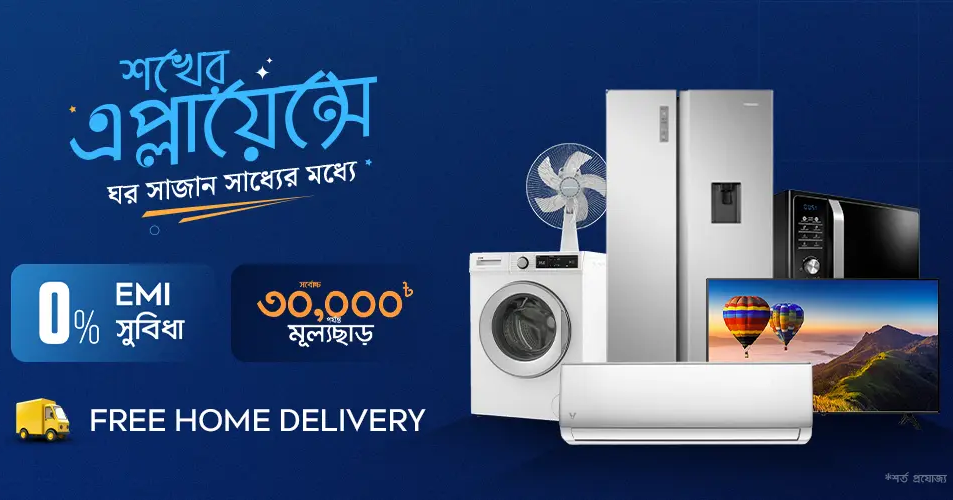 শখের
এপ্লায়েন্সে
ঘর সাজান সাধ্যের মধ্যে
0%
EMI
সুবিধা
সর্বোচ্চ
৩০,০০০৳
পর্যন্ত
মূল্যছাড়
FREE HOME DELIVERY
*শর্ত প্রযোজ্য